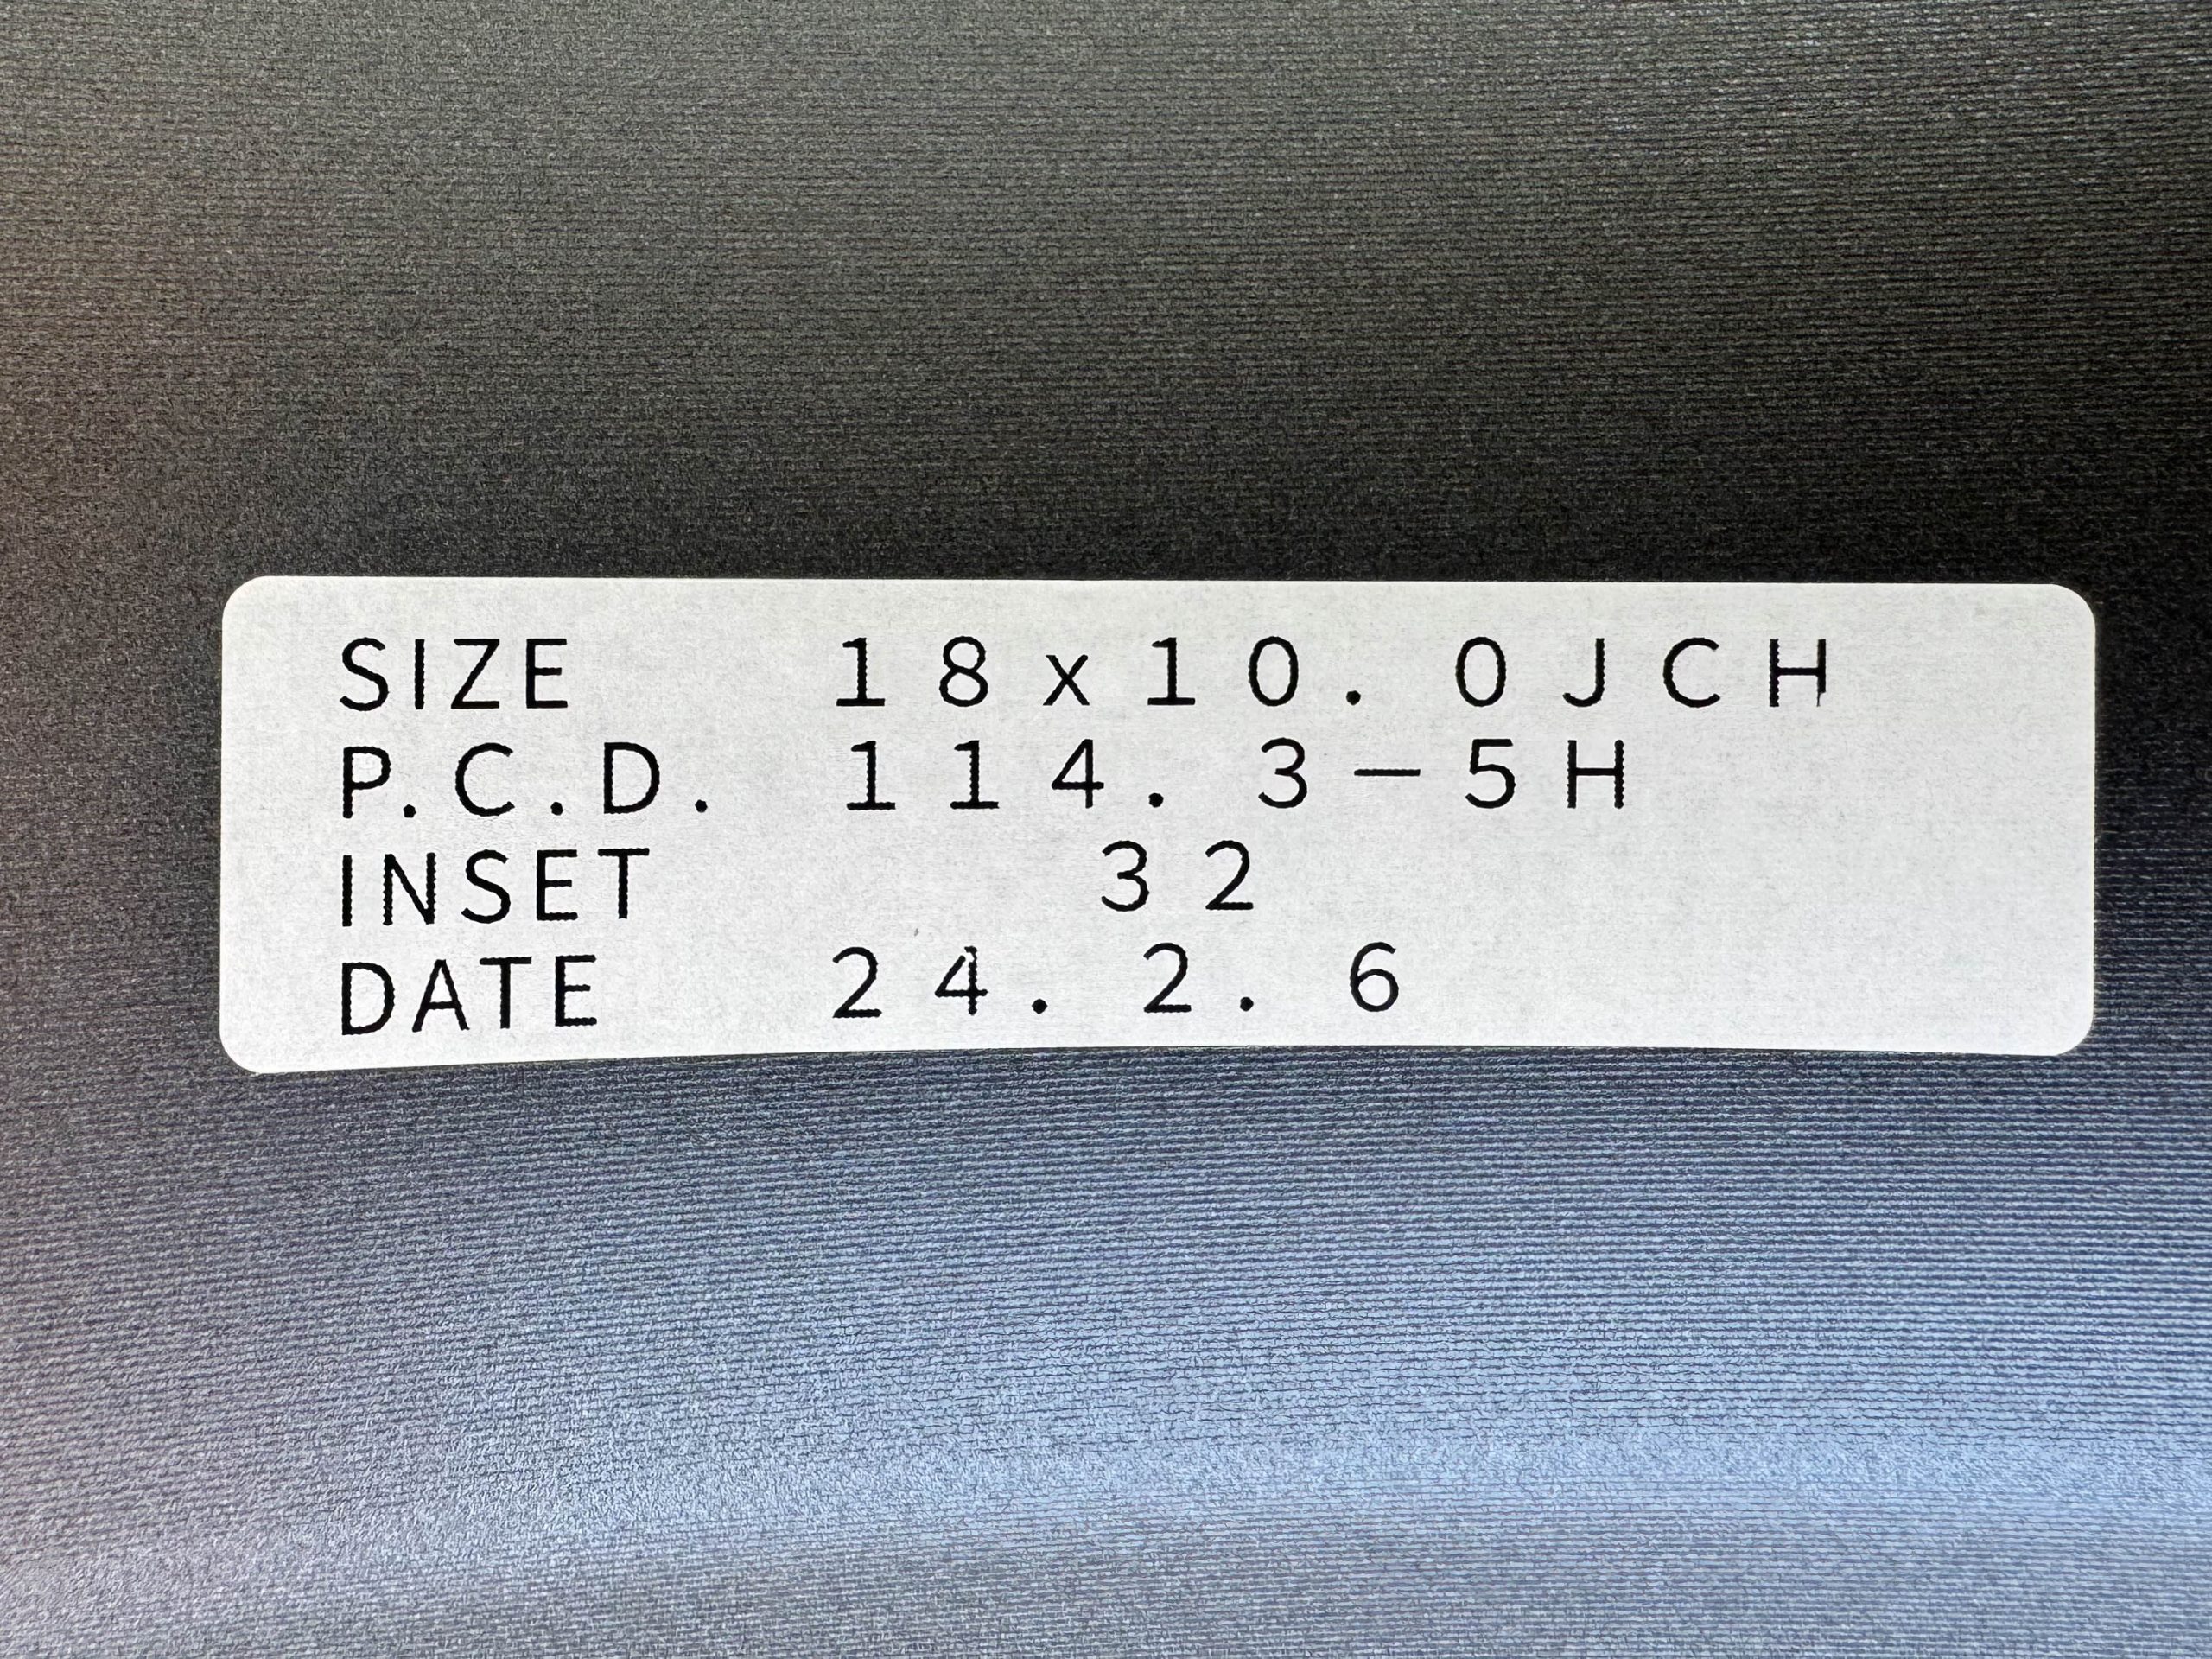 SIZE 18x10.0JCH
P.C.D. 114.3-5H
INSET 32
DATE 24.2.6